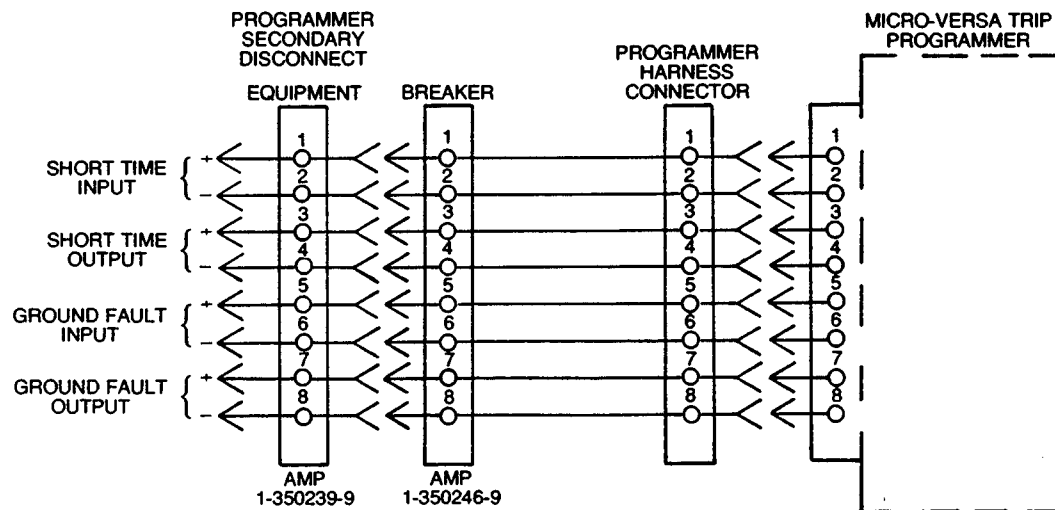 PROGRAMMER
SECONDARY
DISCONNECT
EQUIPMENT
BREAKER
PROGRAMMER
HARNESS
CONNECTOR
MICRO-VERSA TRIP
PROGRAMMER
SHORT TIME
INPUT
+
-
SHORT TIME
OUTPUT
+
-
GROUND FAULT
INPUT
+
-
GROUND FAULT
OUTPUT
+
-
1 1 1 1
2 2 2 2
3 3 3 3
4 4 4 4
5 5 5 5
6 6 6 6
7 7 7 7
8 8 8 8
AMP
1-350239-9
AMP
1-350246-9